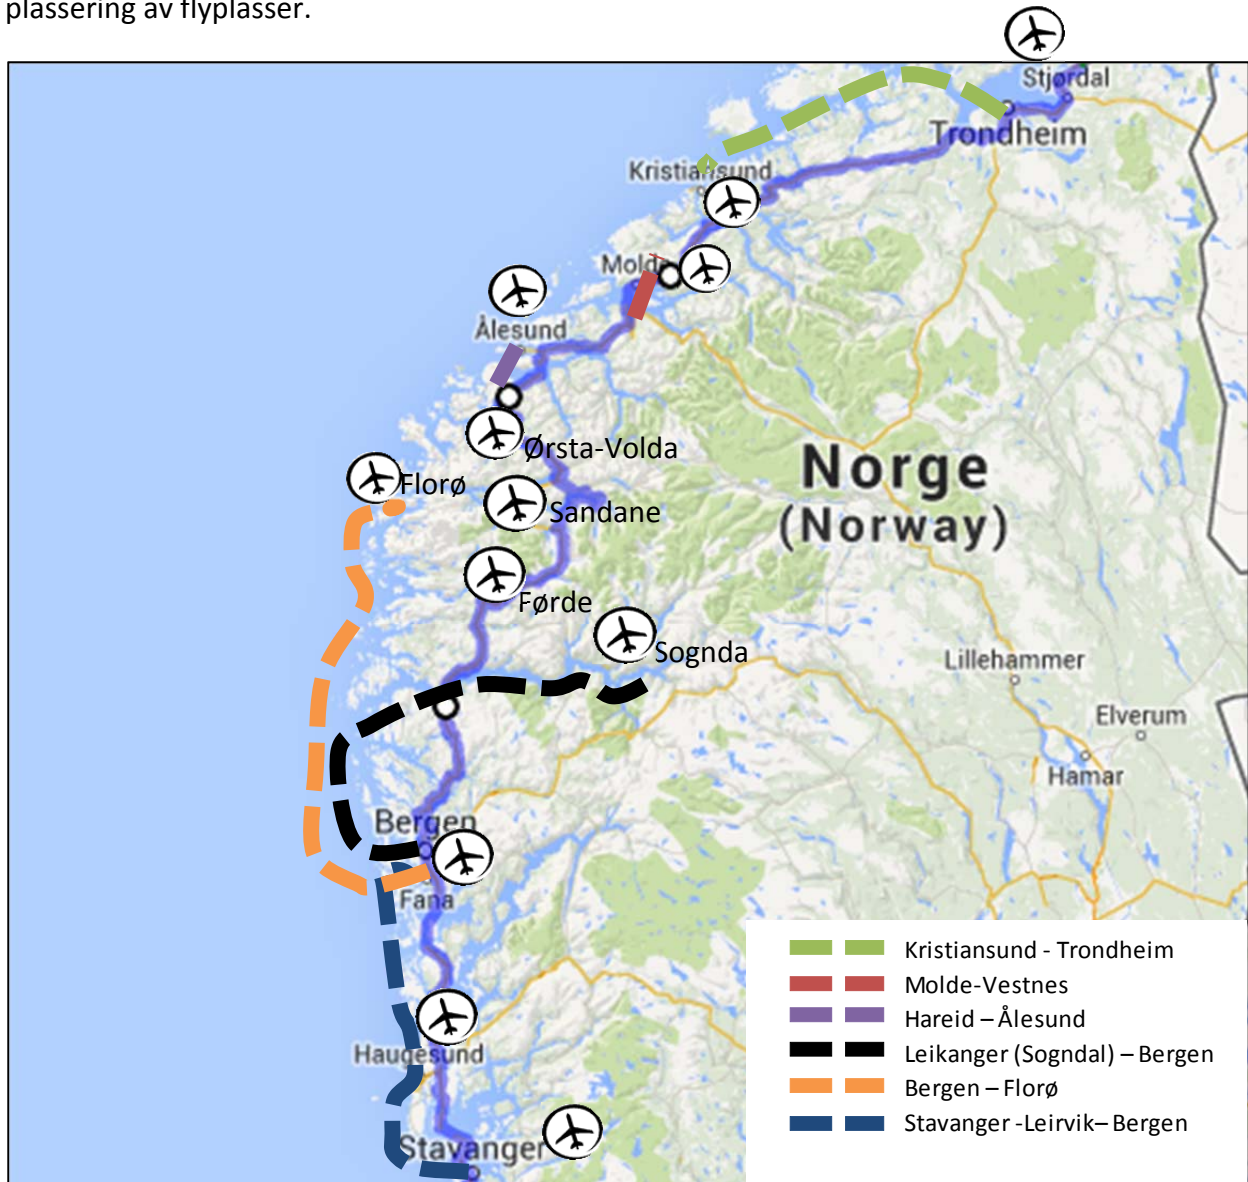 plassering av flyplasser.
Stjørdal
Trondheim
Kristiansund
Molde
Ålesund
Ørsta-Volda
Florø
Norge
(Norway)
Sandane
Førde
Sognda
Lillehammer
Elverum
Hamar
Bergen
Fana
Haugesund
Stavanger
Kristiansund - Trondheim
Molde-Vestnes
Hareid – Ålesund
Leikanger (Sogndal) – Bergen
Bergen – Florø
Stavanger -Leirvik– Bergen